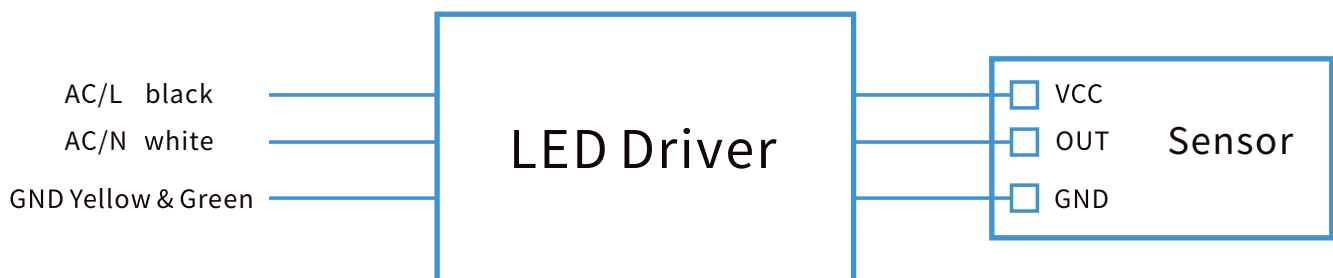 AC/L black
AC/N white
GND Yellow & Green
LED Driver
VCC
OUT
GND
Sensor